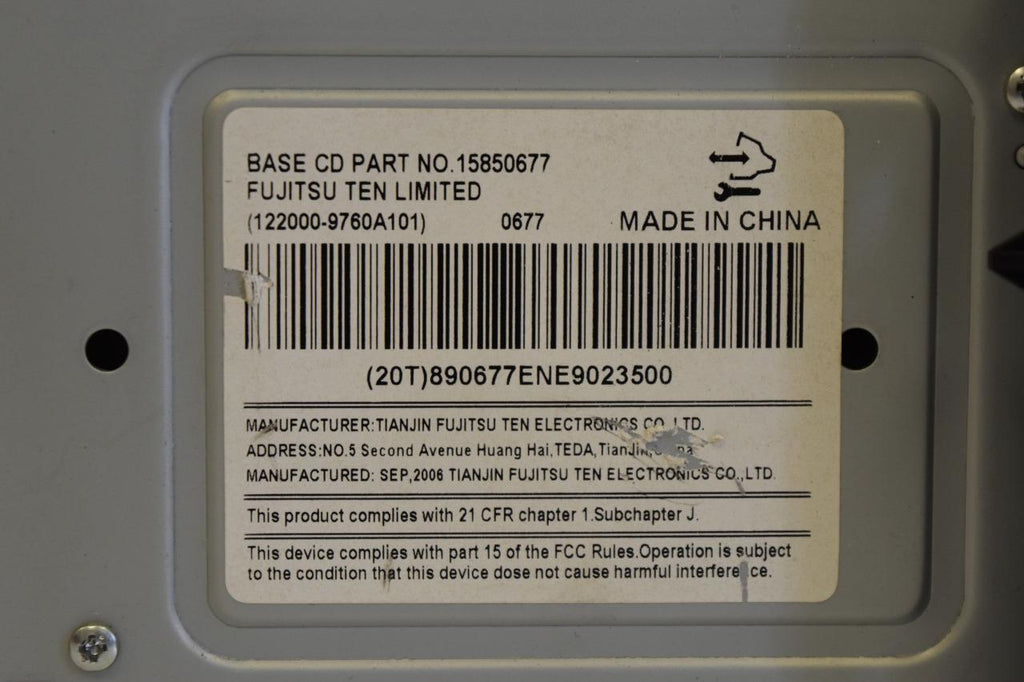 BASE CD PART NO.15850677
FUJITSU TEN LIMITED
(122000-9760A101) 0677 MADE IN CHINA
(20T)890677ENE9023500
MANUFACTURER:TIANJIN FUJITSU TEN ELECTRONICS CO.,LTD.
ADDRESS:NO.5 Second Avenue Huang Hai,TEDA,TianJin,China
MANUFACTURED: SEP,2006 TIANJIN FUJITSU TEN ELECTRONICS CO.,LTD.
This product complies with 21 CFR chapter 1.Subchapter J.
This device complies with part 15 of the FCC Rules.Operation is subject
to the condition that this device dose not cause harmful interference.